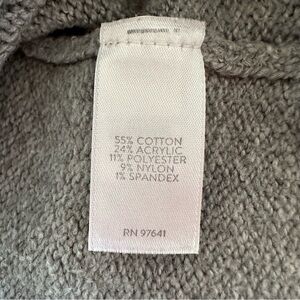 55% COTTON
24% ACRYLIC
11% POLYESTER
9% NYLON
1% SPANDEX
RN 97641